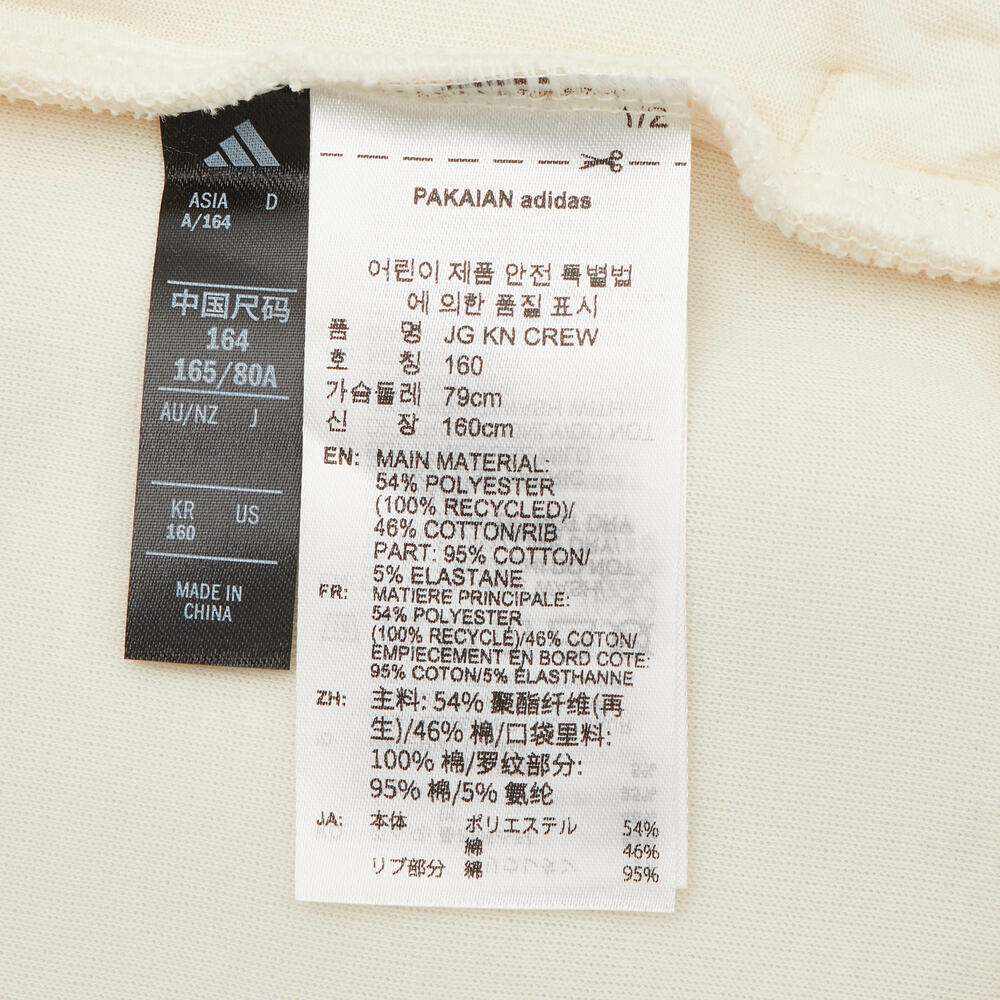 ASIA D
A/164
中国尺码
164
165/80A
AU/NZ J
KR US
160
MADE IN
CHINA
1/2
PAKAIAN adidas
어린이 제품 안전 특별법
에 의한 품질 표시
품 명 JG KN CREW
호 칭 160
가슴둘레 79cm
신 장 160cm
EN: MAIN MATERIAL:
54% POLYESTER
(100% RECYCLED)/
46% COTTON/RIB
PART: 95% COTTON/
5% ELASTANE
FR: MATIERE PRINCIPALE:
54% POLYESTER
(100% RECYCLÉ)/46% COTON/
EMPIECEMENT EN BORD COTE:
95% COTON/5% ÉLASTHANNE
ZH: 主料: 54% 聚酯纤维(再
生)/46% 棉/口袋里料:
100% 棉/罗纹部分:
95% 棉/5% 氨纶
JA: 本体 ポリエステル 54%
綿 46%
リブ部分 綿 95%